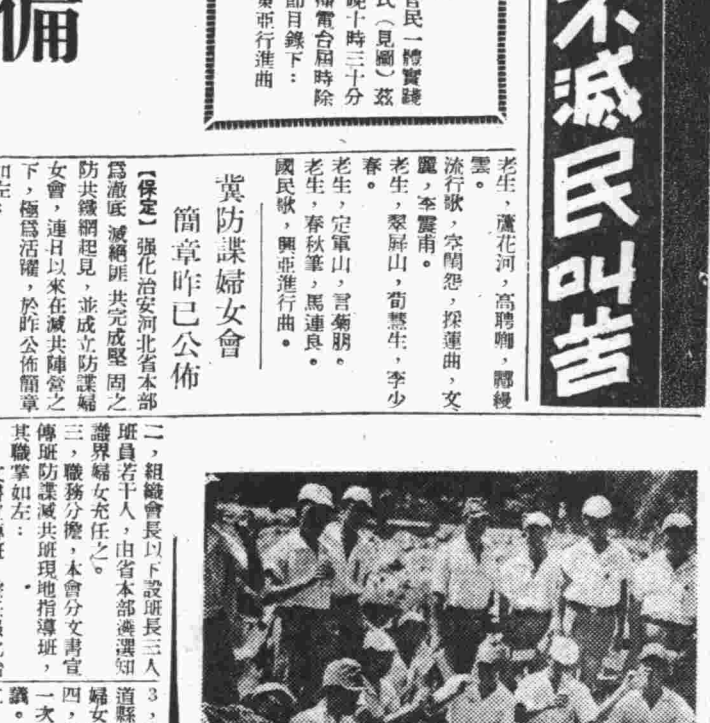 不滅民叫苦
官民一體實踐
民（見圖）茲
晚十時三十分
播電台屆時除
節目錄下：
興亞行進曲
備
老生，蘆花河，高聘卿，鄒縵
雲。
流行歌，空閨怨，採蓮曲，文
麗，李震甫。
老生，翠屏山，荀慧生，李少
春。
老生，定軍山，言菊朋。
老生，春秋筆，馬連良。
國民歌，興亞進行曲。
冀防諜婦女會
簡章昨已公佈
【保定】强化治安河北省本部
爲澈底 滅絕匪 共完成堅 固之
防共鐵網起見，並成立防諜婦
女會，連日以來在滅共陣營之
下，極爲活躍，於昨公佈簡章
如左：
二，組織會長以下設班長三人
班員若干人，由省本部遴選知
識界婦女充任之。
三，職務分擔，本會分文書宣
傳班防諜滅共班現地指導班，
其職掌如左：
3，
道縣
婦女
四，
一次
議。